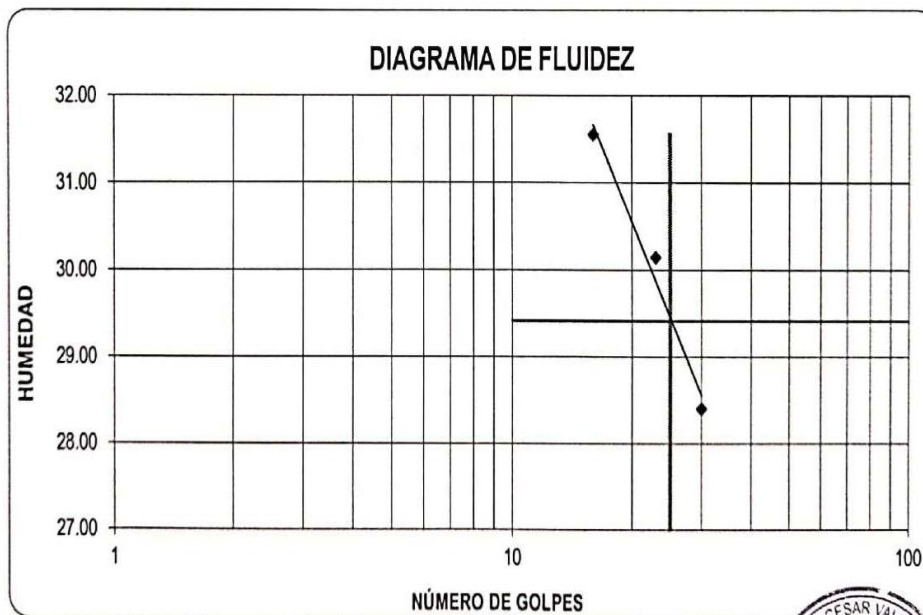 DIAGRAMA DE FLUIDEZ
32.00
31.00
30.00
29.00
28.00
27.00
HUMEDAD
1
10
100
NÚMERO DE GOLPES
CESAR